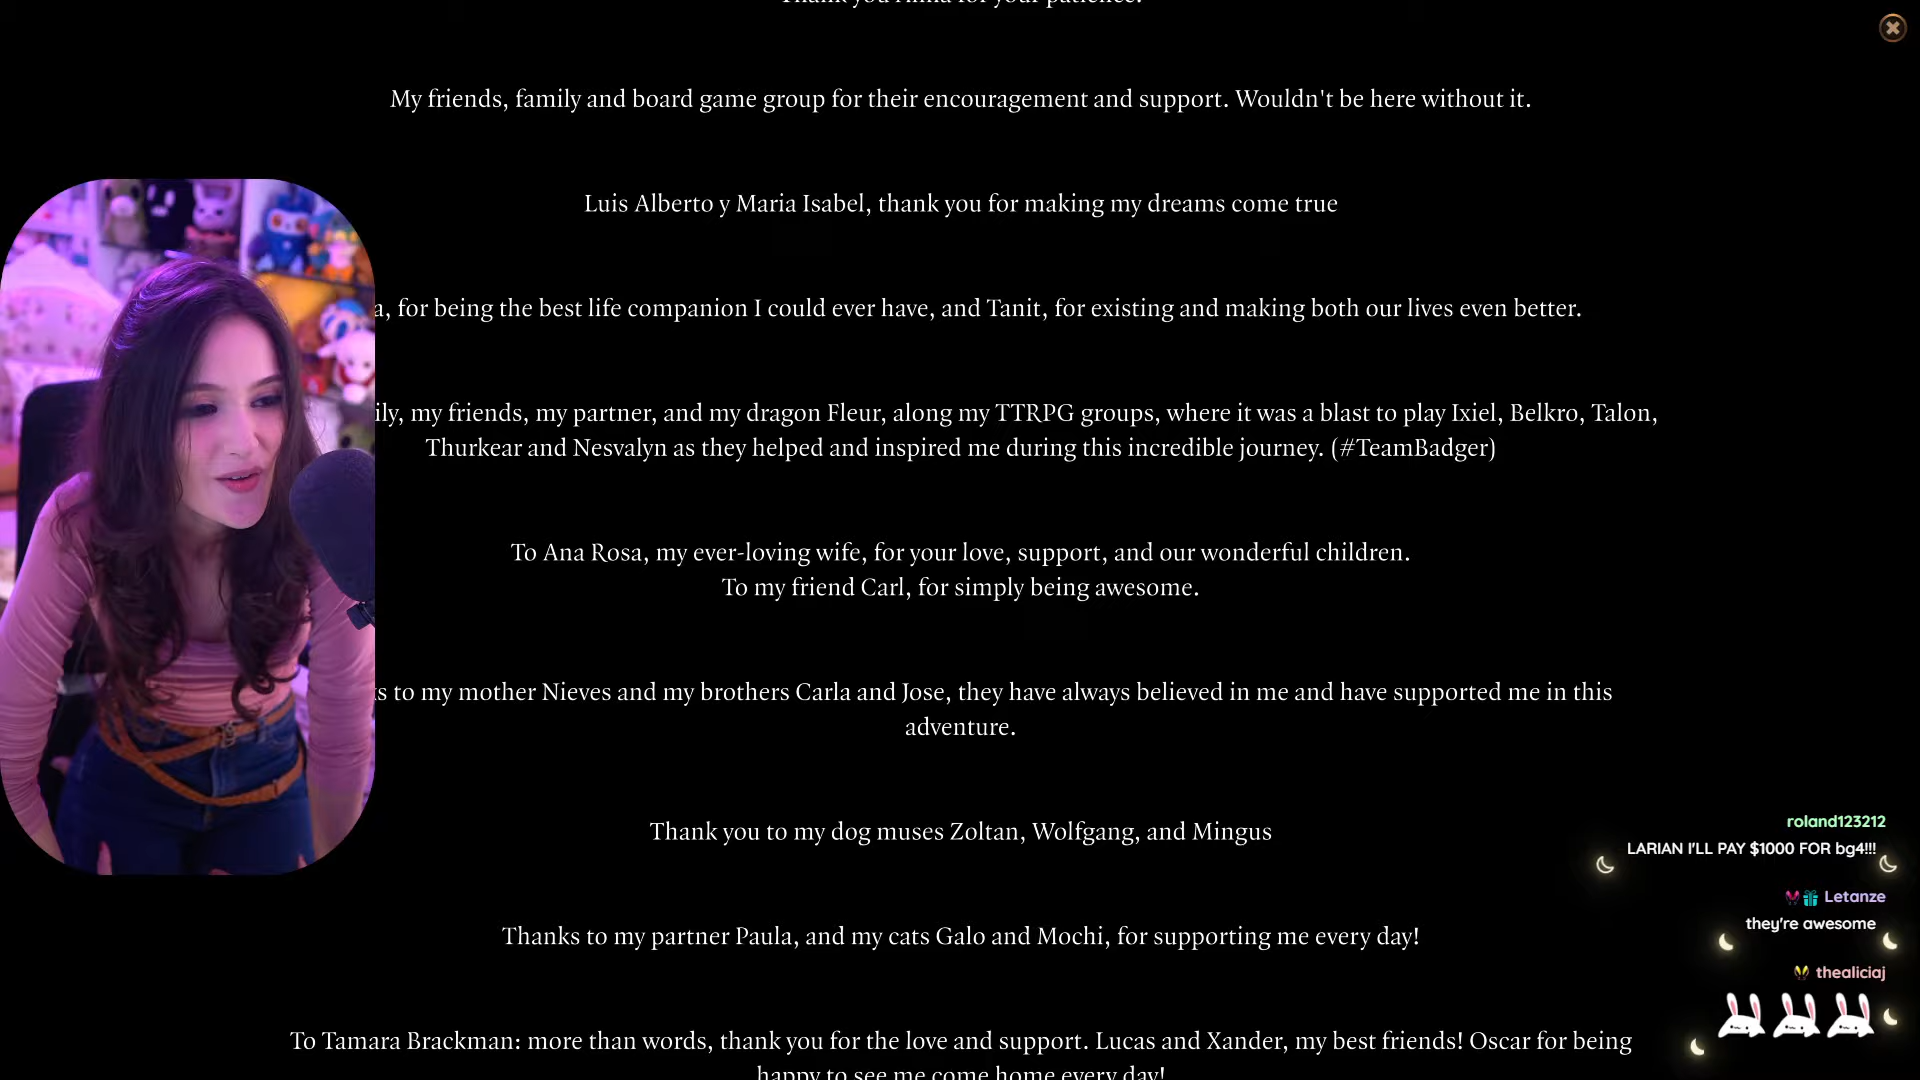 My friends, family and board game group for their encouragement and support. Wouldn't be here without it.
Luis Alberto y Maria Isabel, thank you for making my dreams come true
a, for being the best life companion I could ever have, and Tanit, for existing and making both our lives even better.
ily, my friends, my partner, and my dragon Fleur, along my TTRPG groups, where it was a blast to play Ixiel, Belkro, Talon,
Thurkear and Nesvalyn as they helped and inspired me during this incredible journey. (#TeamBadger)
To Ana Rosa, my ever-loving wife, for your love, support, and our wonderful children.
To my friend Carl, for simply being awesome.
s to my mother Nieves and my brothers Carla and Jose, they have always believed in me and have supported me in this
adventure.
Thank you to my dog muses Zoltan, Wolfgang, and Mingus
Thanks to my partner Paula, and my cats Galo and Mochi, for supporting me every day!
To Tamara Brackman: more than words, thank you for the love and support. Lucas and Xander, my best friends! Oscar for being
happy to see me come home every day!
roland123212
LARIAN I'LL PAY $1000 FOR bg4!!!
Letanze
they're awesome
thealiciaj